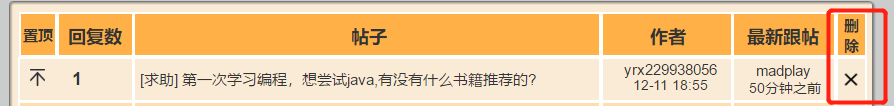 置顶 回复数 帖子 作者 最新跟帖 删除
1 [求助] 第一次学习编程，想尝试java,有没有什么书籍推荐的? yrx229938056 madplay
12-11 18:55 50分钟之前